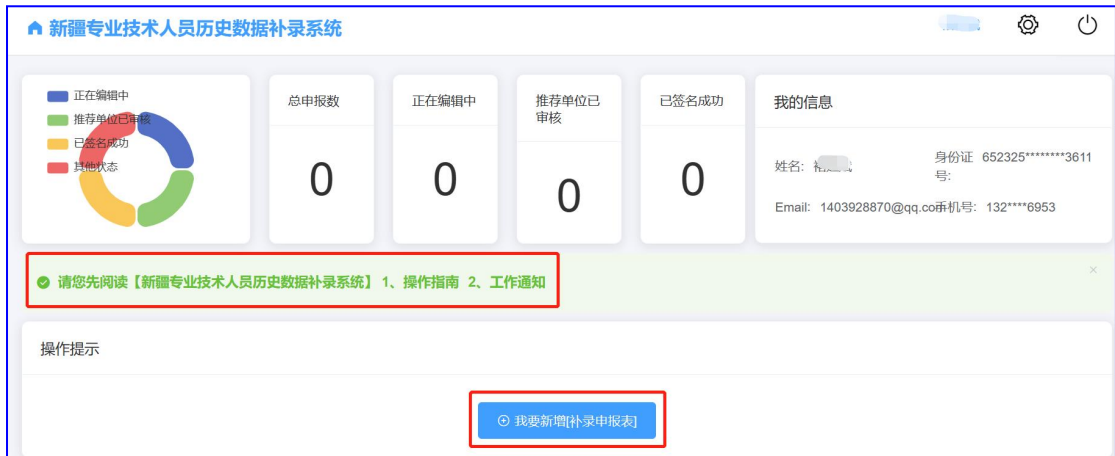 新疆专业技术人员历史数据补录系统
正在编辑中
推荐单位已审核
已签名成功
其他状态
总申报数
0
正在编辑中
0
推荐单位已
审核
0
已签名成功
0
我的信息
姓名:
身份证 652325********3611
号:
Email: 1403928870@qq.co
手机号: 132****6953
请您先阅读【新疆专业技术人员历史数据补录系统】 1、操作指南 2、工作通知
操作提示
我要新增[补录申报表]